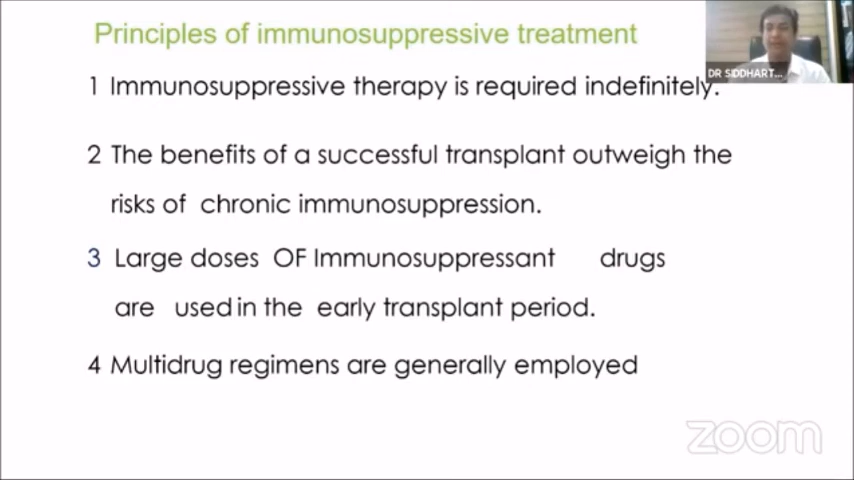 Principles of immunosuppressive treatment
DR SIDDHART...
1 Immunosuppressive therapy is required indefinitely.
2 The benefits of a successful transplant outweigh the
risks of chronic immunosuppression.
3 Large doses OF Immunosuppressant drugs
are used in the early transplant period.
4 Multidrug regimens are generally employed
zoom